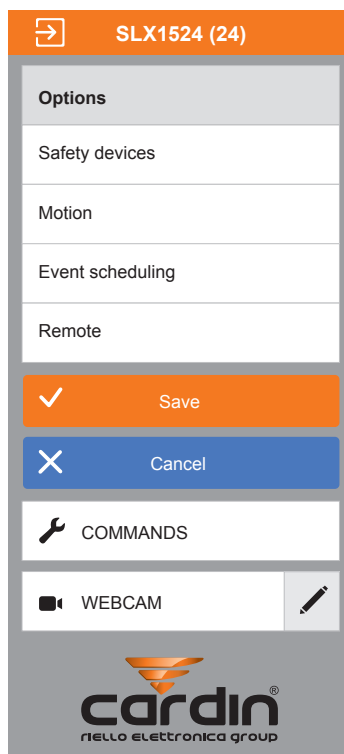 SLX1524 (24)
Options
Safety devices
Motion
Event scheduling
Remote
Save
Cancel
COMMANDS
WEBCAM
cardin®
riello elettronica group